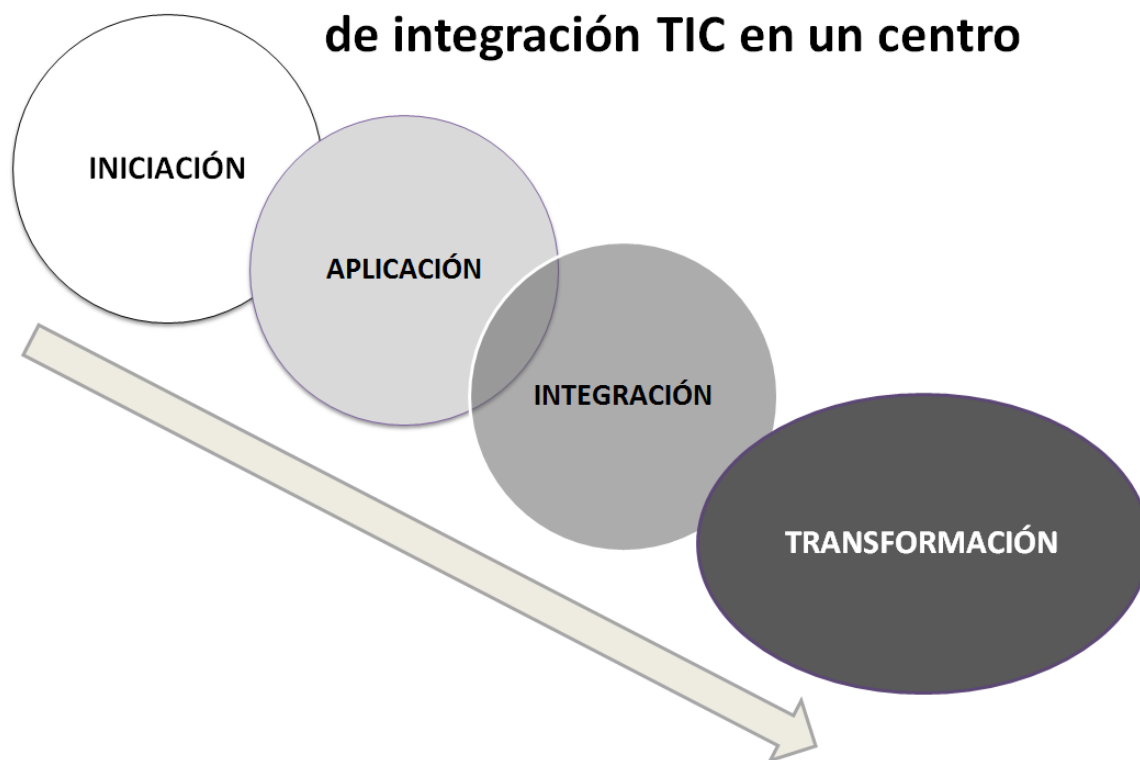 de integración TIC en un centro
INICIACIÓN
APLICACIÓN
INTEGRACIÓN
TRANSFORMACIÓN